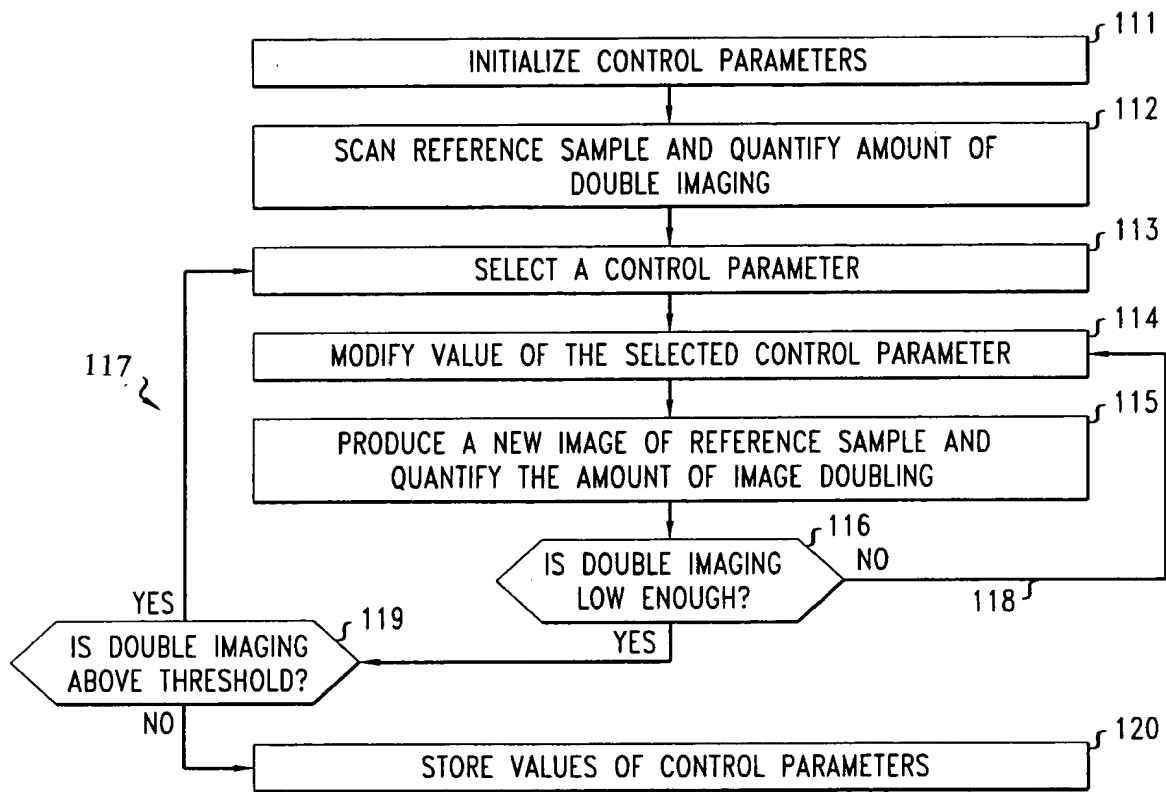 111
INITIALIZE CONTROL PARAMETERS
112
SCAN REFERENCE SAMPLE AND QUANTIFY AMOUNT OF
DOUBLE IMAGING
113
SELECT A CONTROL PARAMETER
114
MODIFY VALUE OF THE SELECTED CONTROL PARAMETER
117
115
PRODUCE A NEW IMAGE OF REFERENCE SAMPLE AND
QUANTIFY THE AMOUNT OF IMAGE DOUBLING
116
IS DOUBLE IMAGING
LOW ENOUGH?
NO
118
YES
YES
119
IS DOUBLE IMAGING
ABOVE THRESHOLD?
NO
120
STORE VALUES OF CONTROL PARAMETERS